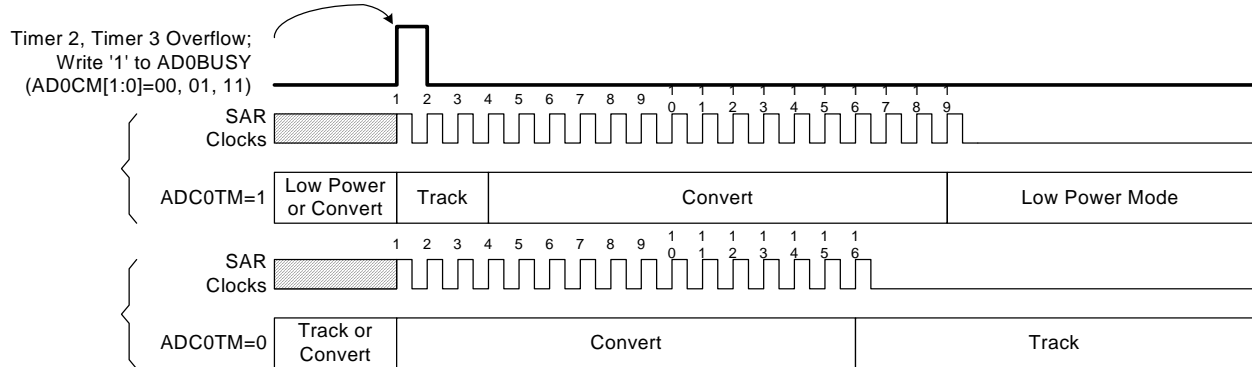 Timer 2, Timer 3 Overflow;
Write '1' to AD0BUSY
(AD0CM[1:0]=00, 01, 11)
1 2 3 4 5 6 7 8 9 10 11 12 13 14 15 16 17 18 19
SAR
Clocks
ADC0TM=1
Low Power
or Convert
Track
Convert
Low Power Mode
1 2 3 4 5 6 7 8 9 10 11 12 13 14 15 16
SAR
Clocks
ADC0TM=0
Track or
Convert
Convert
Track